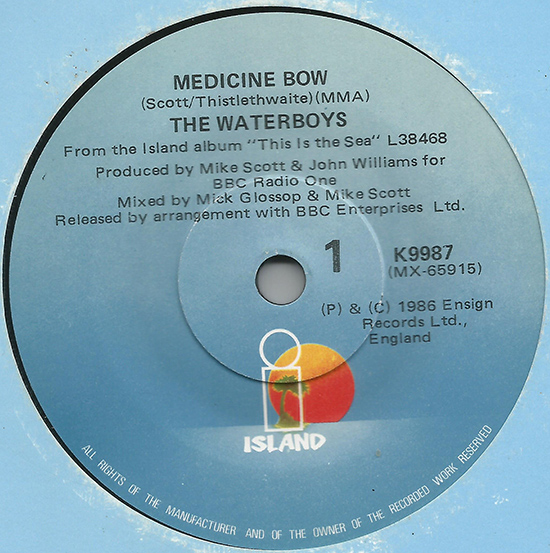 MEDICINE BOW
(Scott/Thistlethwaite)(MMA)
THE WATERBOYS
From the Island album "This Is the Sea" L38468
Produced by Mike Scott & John Williams for
BBC Radio One
Mixed by Mick Glossop & Mike Scott
Released by arrangement with BBC Enterprises Ltd.
1
K9987
(MX-65915)
(P) & (C) 1986 Ensign
Records Ltd.,
England
ISLAND
ALL RIGHTS OF THE MANUFACTURER AND OF THE OWNER OF THE RECORDED WORK RESERVED